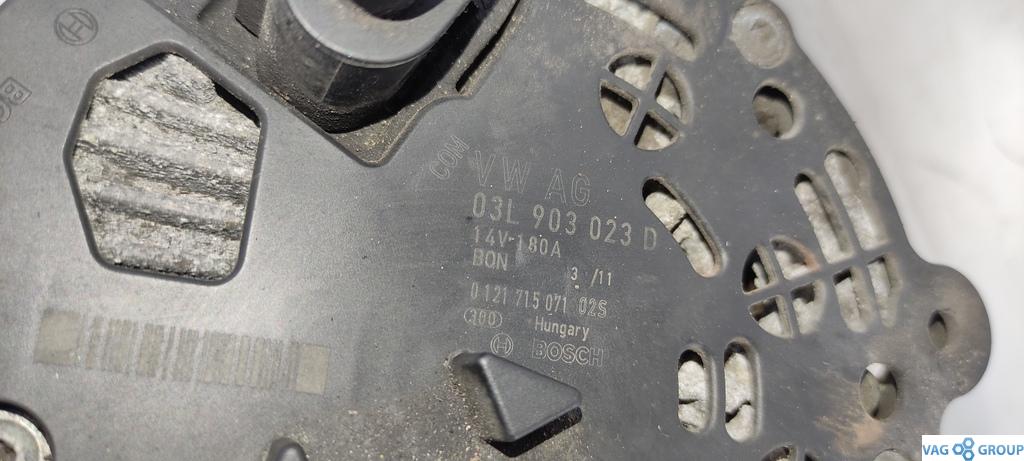 COM
VW AG
03L 903 023 D
14V-180A
BON 3 /11
0 121 715 071 02S
Hungary
BOSCH
VAG GROUP